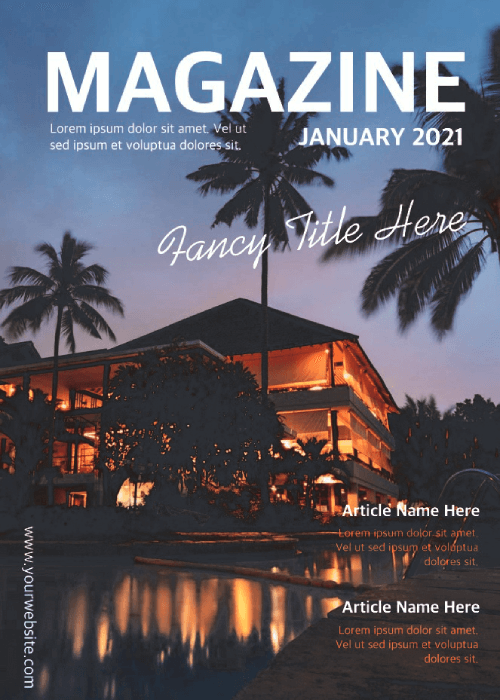 MAGAZINE
Lorem ipsum dolor sit amet. Vel ut
sed ipsum et voluptua dolores sit.
JANUARY 2021
Fancy Title Here
Article Name Here
Lorem ipsum dolor sit amet.
Vel ut sed ipsum et voluptua
dolores sit.
Article Name Here
Lorem ipsum dolor sit amet.
Vel ut sed ipsum et voluptua
dolores sit.
www.yourwebsite.com